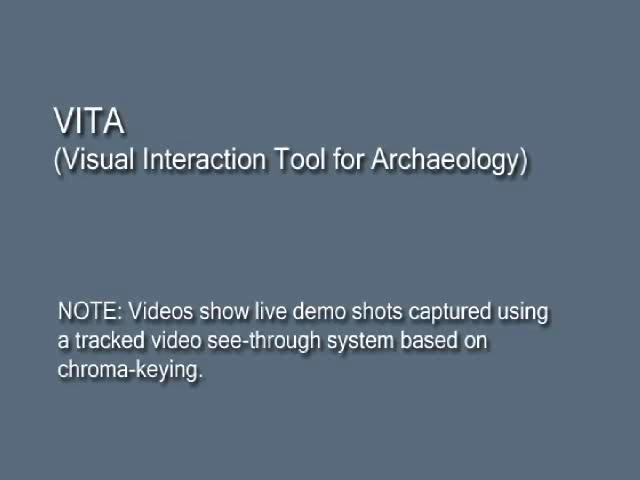 VITA
(Visual Interaction Tool for Archaeology)
NOTE: Videos show live demo shots captured using
a tracked video see-through system based on
chroma-keying.